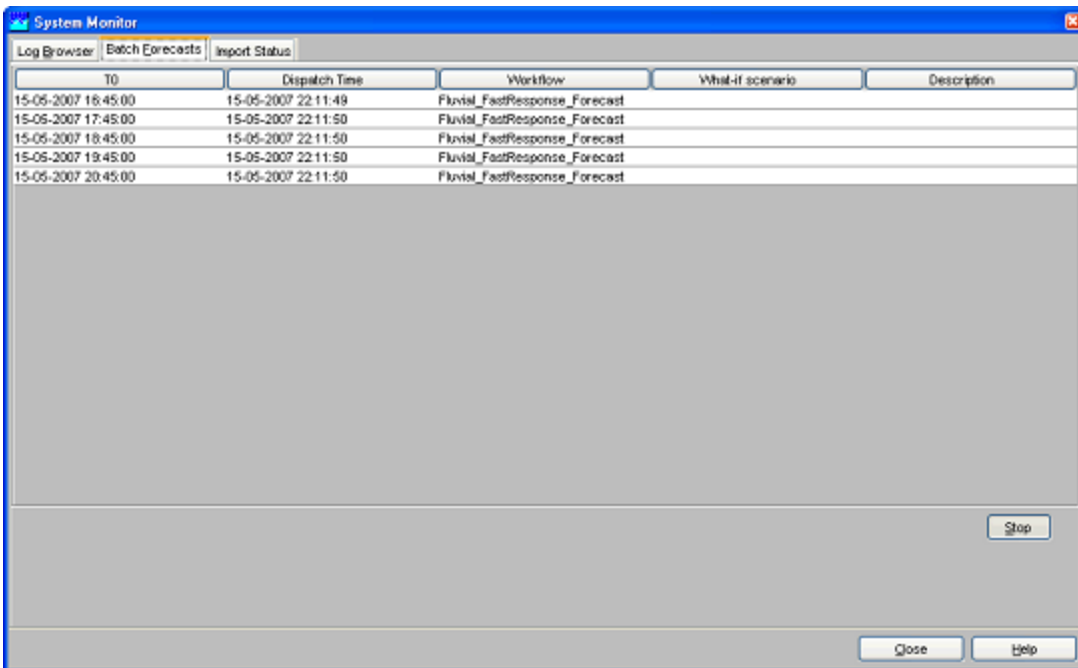 System Monitor
Log Browser Batch Forecasts Import Status
T0 Dispatch Time Workflow What-if scenario Description
15-05-2007 16:45:00 15-05-2007 22:11:49 Fluvial_FastResponse_Forecast
15-05-2007 17:45:00 15-05-2007 22:11:50 Fluvial_FastResponse_Forecast
15-05-2007 18:45:00 15-05-2007 22:11:50 Fluvial_FastResponse_Forecast
15-05-2007 19:45:00 15-05-2007 22:11:50 Fluvial_FastResponse_Forecast
15-05-2007 20:45:00 15-05-2007 22:11:50 Fluvial_FastResponse_Forecast
Stop
Close Help